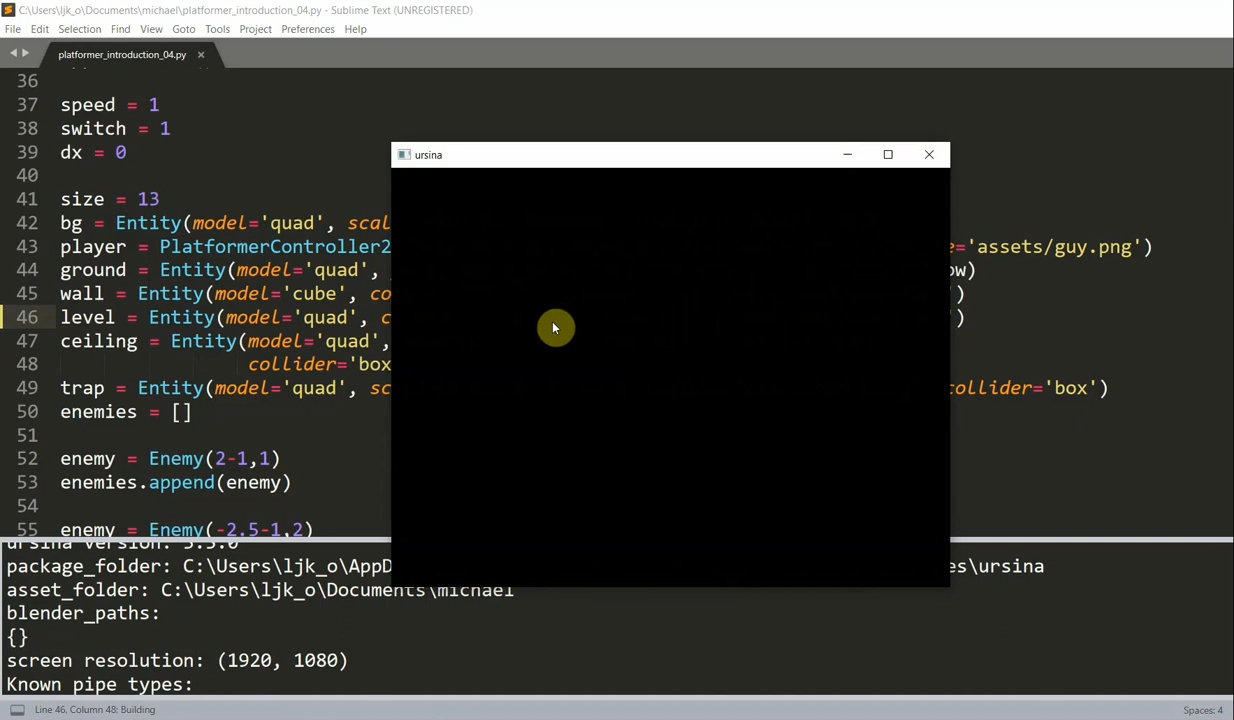 C:\Users\ljk_o\Documents\michael\platformer_introduction_04.py - Sublime Text (UNREGISTERED)
File Edit Selection Find View Goto Tools Project Preferences Help
platformer_introduction_04.py
36
37 speed = 1
38 switch = 1
39 dx = 0
40
ursina
41 size = 13
42 bg = Entity(model='quad', scal
43 player = PlatformerController2 ='assets/guy.png')
44 ground = Entity(model='quad', ow)
45 wall = Entity(model='cube', co ')
46 level = Entity(model='quad', c ')
47 ceiling = Entity(model='quad',
48 collider='box
49 trap = Entity(model='quad', sc collider='box')
50 enemies = []
51
52 enemy = Enemy(2-1,1)
53 enemies.append(enemy)
54
55 enemy = Enemy(-2.5-1,2)
ursina version: 3.5.0
package_folder: C:\Users\ljk_o\AppD es\ursina
asset_folder: C:\Users\ljk_o\Documents\michael
blender_paths:
{}
screen resolution: (1920, 1080)
Known pipe types:
Line 46, Column 48: Building
Spaces: 4